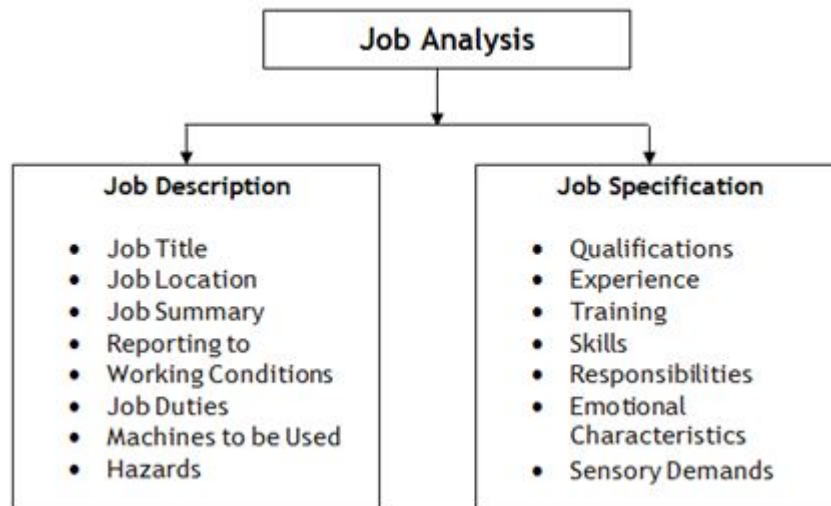 Job Analysis
Job Description
• Job Title
• Job Location
• Job Summary
• Reporting to
• Working Conditions
• Job Duties
• Machines to be Used
• Hazards
Job Specification
• Qualifications
• Experience
• Training
• Skills
• Responsibilities
• Emotional
Characteristics
• Sensory Demands